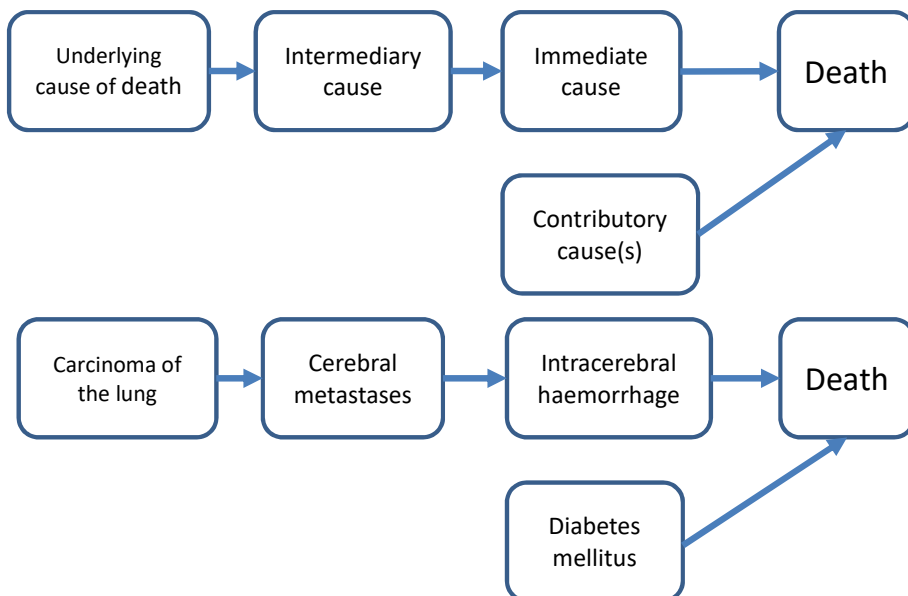 Underlying
cause of death
Intermediary
cause
Immediate
cause
Death
Contributory
cause(s)
Carcinoma of
the lung
Cerebral
metastases
Intracerebral
haemorrhage
Death
Diabetes
mellitus